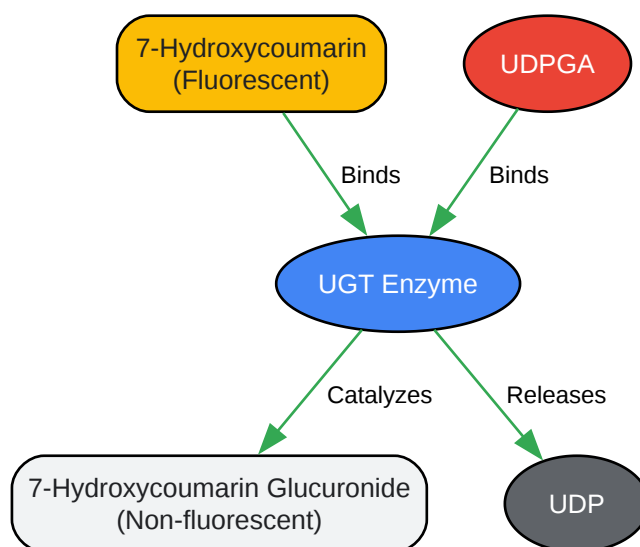 7-Hydroxycoumarin
(Fluorescent)
UDPGA
Binds
Binds
UGT Enzyme
Catalyzes
Releases
7-Hydroxycoumarin Glucuronide
(Non-fluorescent)
UDP